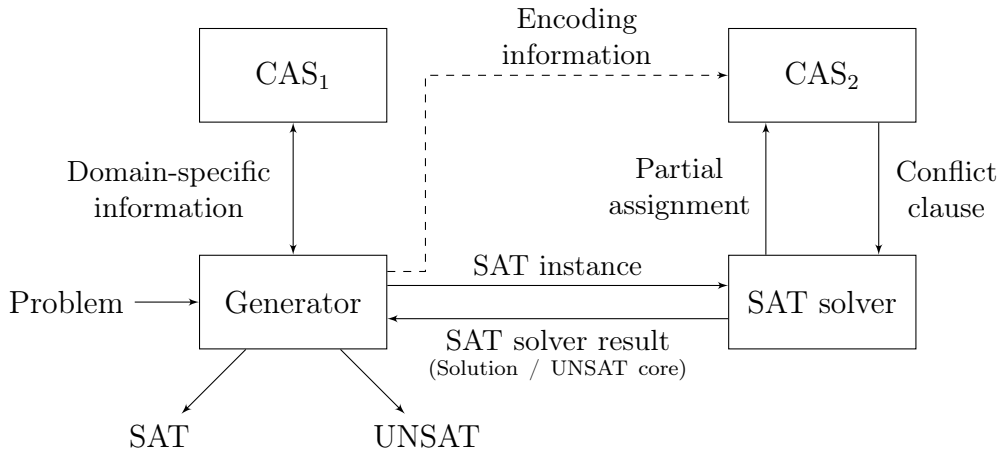 Encoding
information
CAS₁
CAS₂
Domain-specific
information
Partial
assignment
Conflict
clause
Problem
Generator
SAT instance
SAT solver
SAT solver result
(Solution / UNSAT core)
SAT
UNSAT